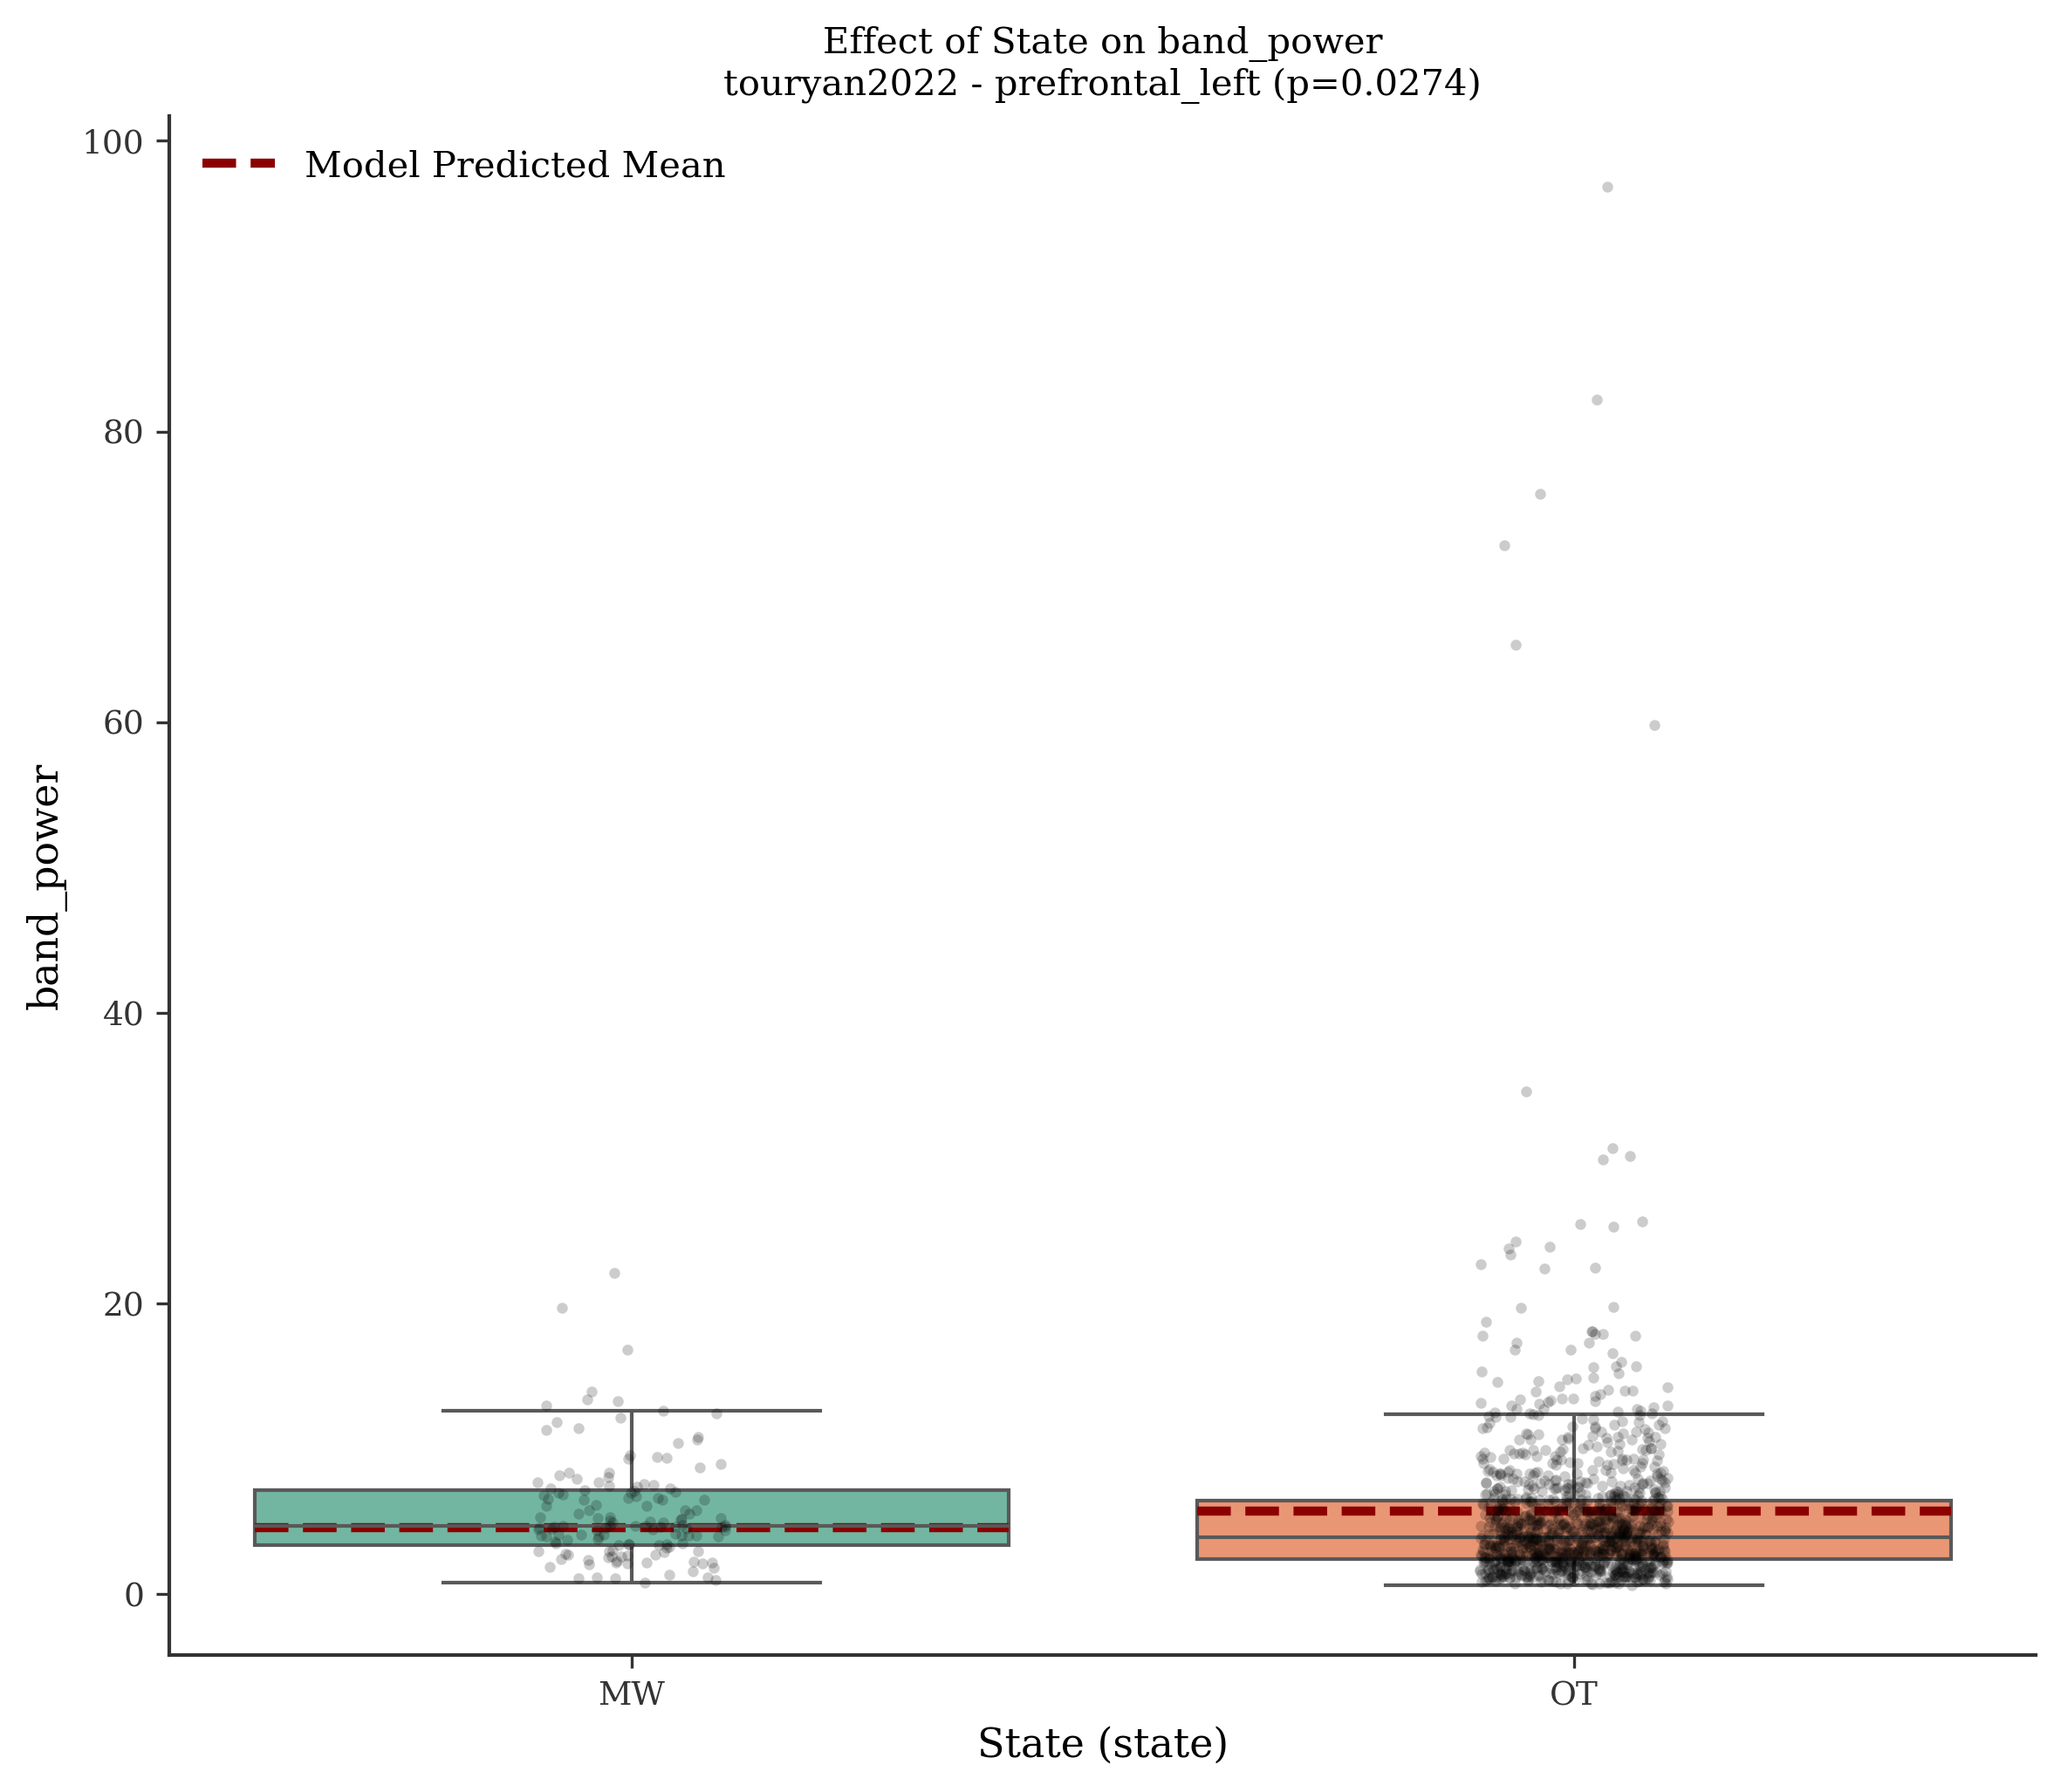 Effect of State on band_power
touryan2022 - prefrontal_left (p=0.0274)
Model Predicted Mean
band_power
100
80
60
40
20
0
MW
OT
State (state)